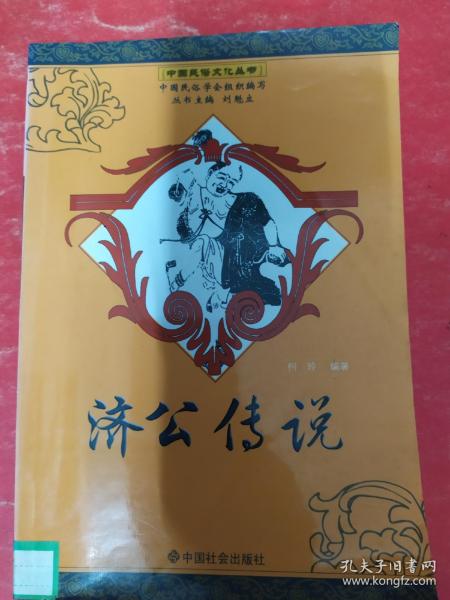 中国民俗文化丛书
中国民俗学会组织编写
丛书主编 刘魁立
柯 玲 编著
济公传说
中国社会出版社
孔夫子旧书网
www.kongfz.com